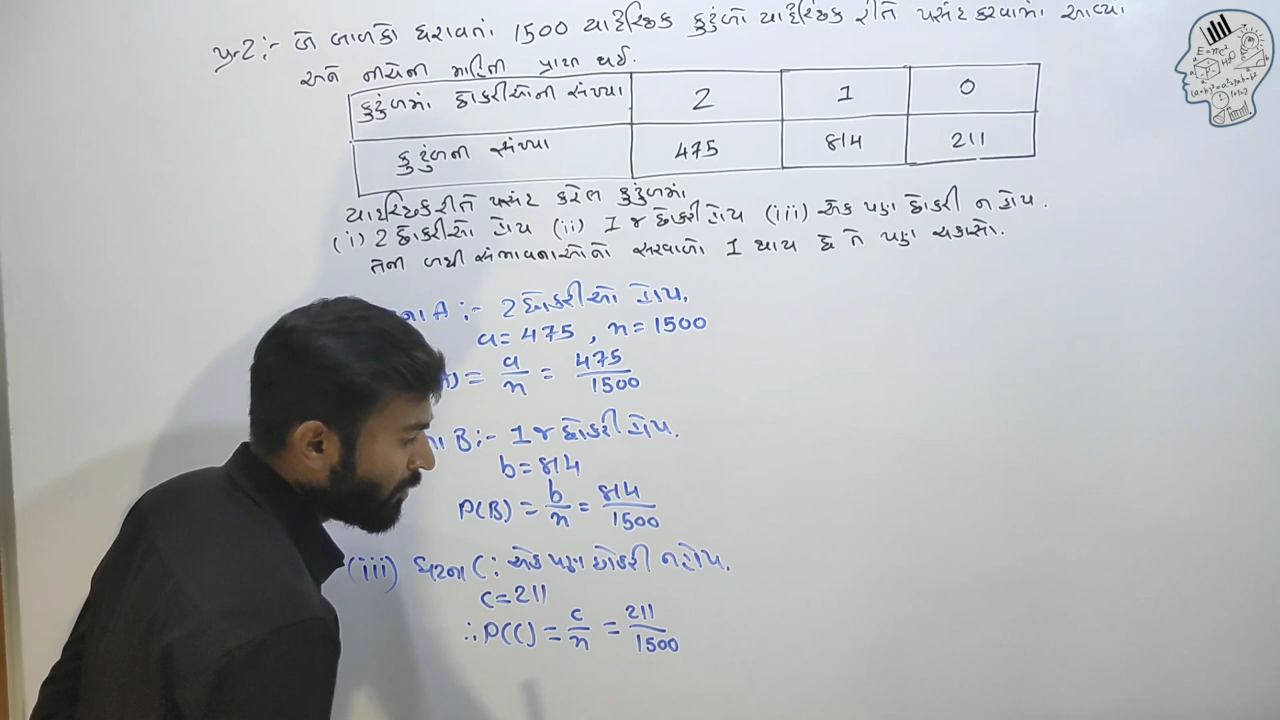 પ્ર-2:- બે બાળકો ધરાવતાં 1500 યાદૅચ્છિક કુટુંબો યાદૅચ્છિક રીતે પસંદ કરવામાં આવ્યા
અને નીચેની માહિતી પ્રાપ્ત થઈ.
કુટુંબમાં છોકરીઓની સંખ્યા 2 1 0
કુટુંબની સંખ્યા 475 814 211
યાદચ્છિક રીતે પસંદ કરેલ કુટુંબમાં
(i) 2 છોકરીઓ હોય (ii) 1 જ છોકરી હોય (iii) એક પણ છોકરી ન હોય.
તેની બધી સંભાવનાઓનો સરવાળો 1 થાય છે તે પણ ચકાસો.
ના A :- 2 છોકરીઓ હોય.
a = 475 , n = 1500
) = a/n = 475/1500
ના B :- 1 જ છોકરી હોય.
b = 814
P(B) = b/n = 814/1500
(iii) ઘટના C : એક પણ છોકરી ન હોય.
C = 211
∴ P(C) = c/n = 211/1500
E=mc²
H₂O